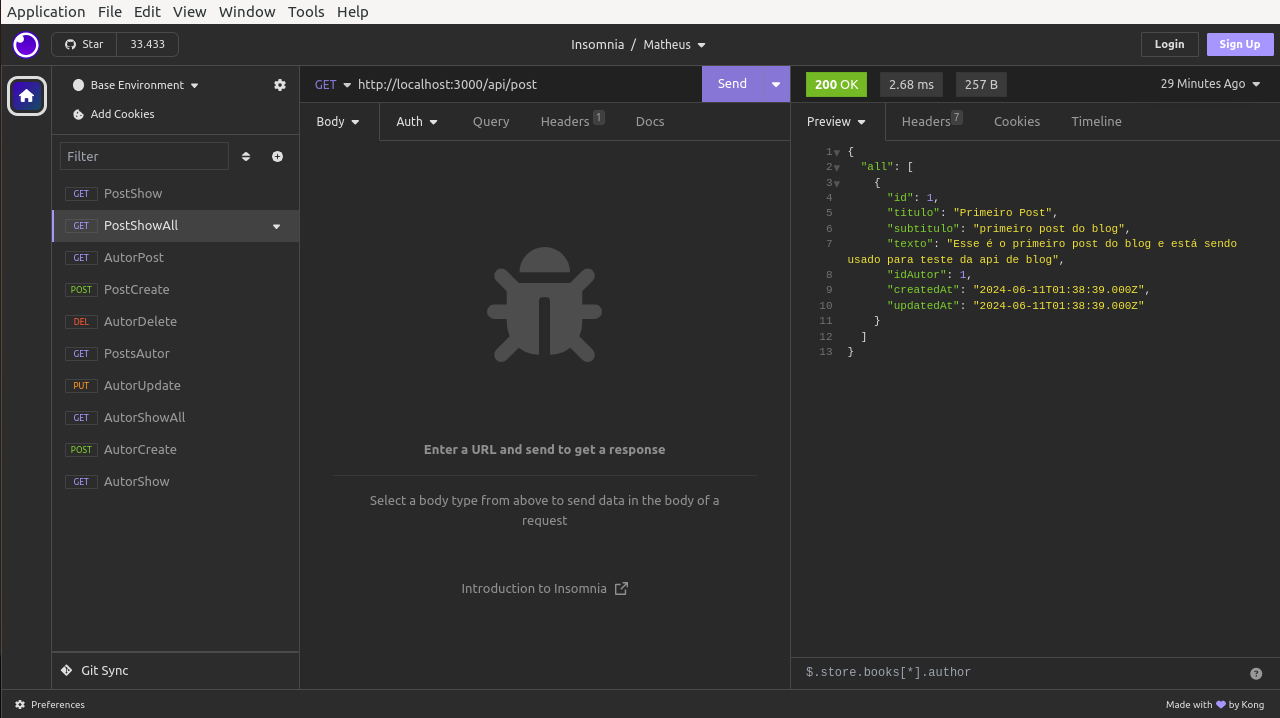 Application File Edit View Window Tools Help
Star 33.433
Insomnia / Matheus
Login Sign Up
Base Environment
Add Cookies
Filter
GET PostShow
GET PostShowAll
GET AutorPost
POST PostCreate
DEL AutorDelete
GET PostsAutor
PUT AutorUpdate
GET AutorShowAll
POST AutorCreate
GET AutorShow
Git Sync
GET http://localhost:3000/api/post Send
Body Auth Query Headers 1 Docs
Enter a URL and send to get a response
Select a body type from above to send data in the body of a
request
Introduction to Insomnia
200 OK 2.68 ms 257 B 29 Minutes Ago
Preview Headers 7 Cookies Timeline
1 {
2 "all": [
3 {
4 "id": 1,
5 "titulo": "Primeiro Post",
6 "subtitulo": "primeiro post do blog",
7 "texto": "Esse é o primeiro post do blog e está sendo
usado para teste da api de blog",
8 "idAutor": 1,
9 "createdAt": "2024-06-11T01:38:39.000Z",
10 "updatedAt": "2024-06-11T01:38:39.000Z"
11 }
12 ]
13 }
$.store.books[*].author
Preferences
Made with 💜 by Kong